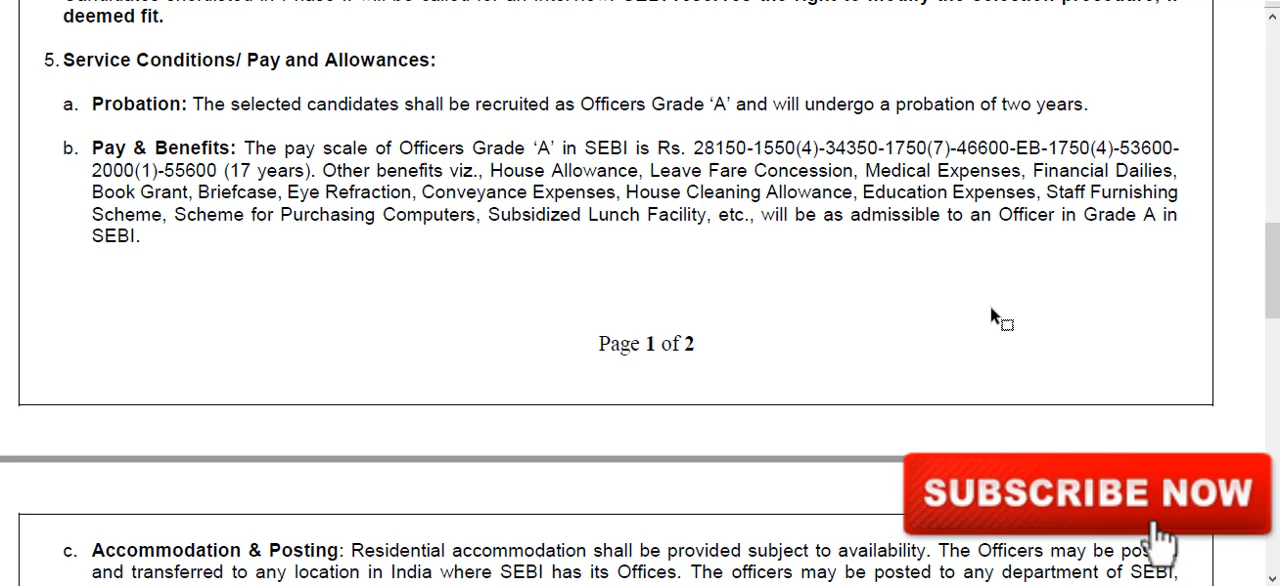 deemed fit.
5. Service Conditions/ Pay and Allowances:
a. Probation: The selected candidates shall be recruited as Officers Grade ‘A’ and will undergo a probation of two years.
b. Pay & Benefits: The pay scale of Officers Grade ‘A’ in SEBI is Rs. 28150-1550(4)-34350-1750(7)-46600-EB-1750(4)-53600-
2000(1)-55600 (17 years). Other benefits viz., House Allowance, Leave Fare Concession, Medical Expenses, Financial Dailies,
Book Grant, Briefcase, Eye Refraction, Conveyance Expenses, House Cleaning Allowance, Education Expenses, Staff Furnishing
Scheme, Scheme for Purchasing Computers, Subsidized Lunch Facility, etc., will be as admissible to an Officer in Grade A in
SEBI.
Page 1 of 2
SUBSCRIBE NOW
c. Accommodation & Posting: Residential accommodation shall be provided subject to availability. The Officers may be
and transferred to any location in India where SEBI has its Offices. The officers may be posted to any department of SEBI,